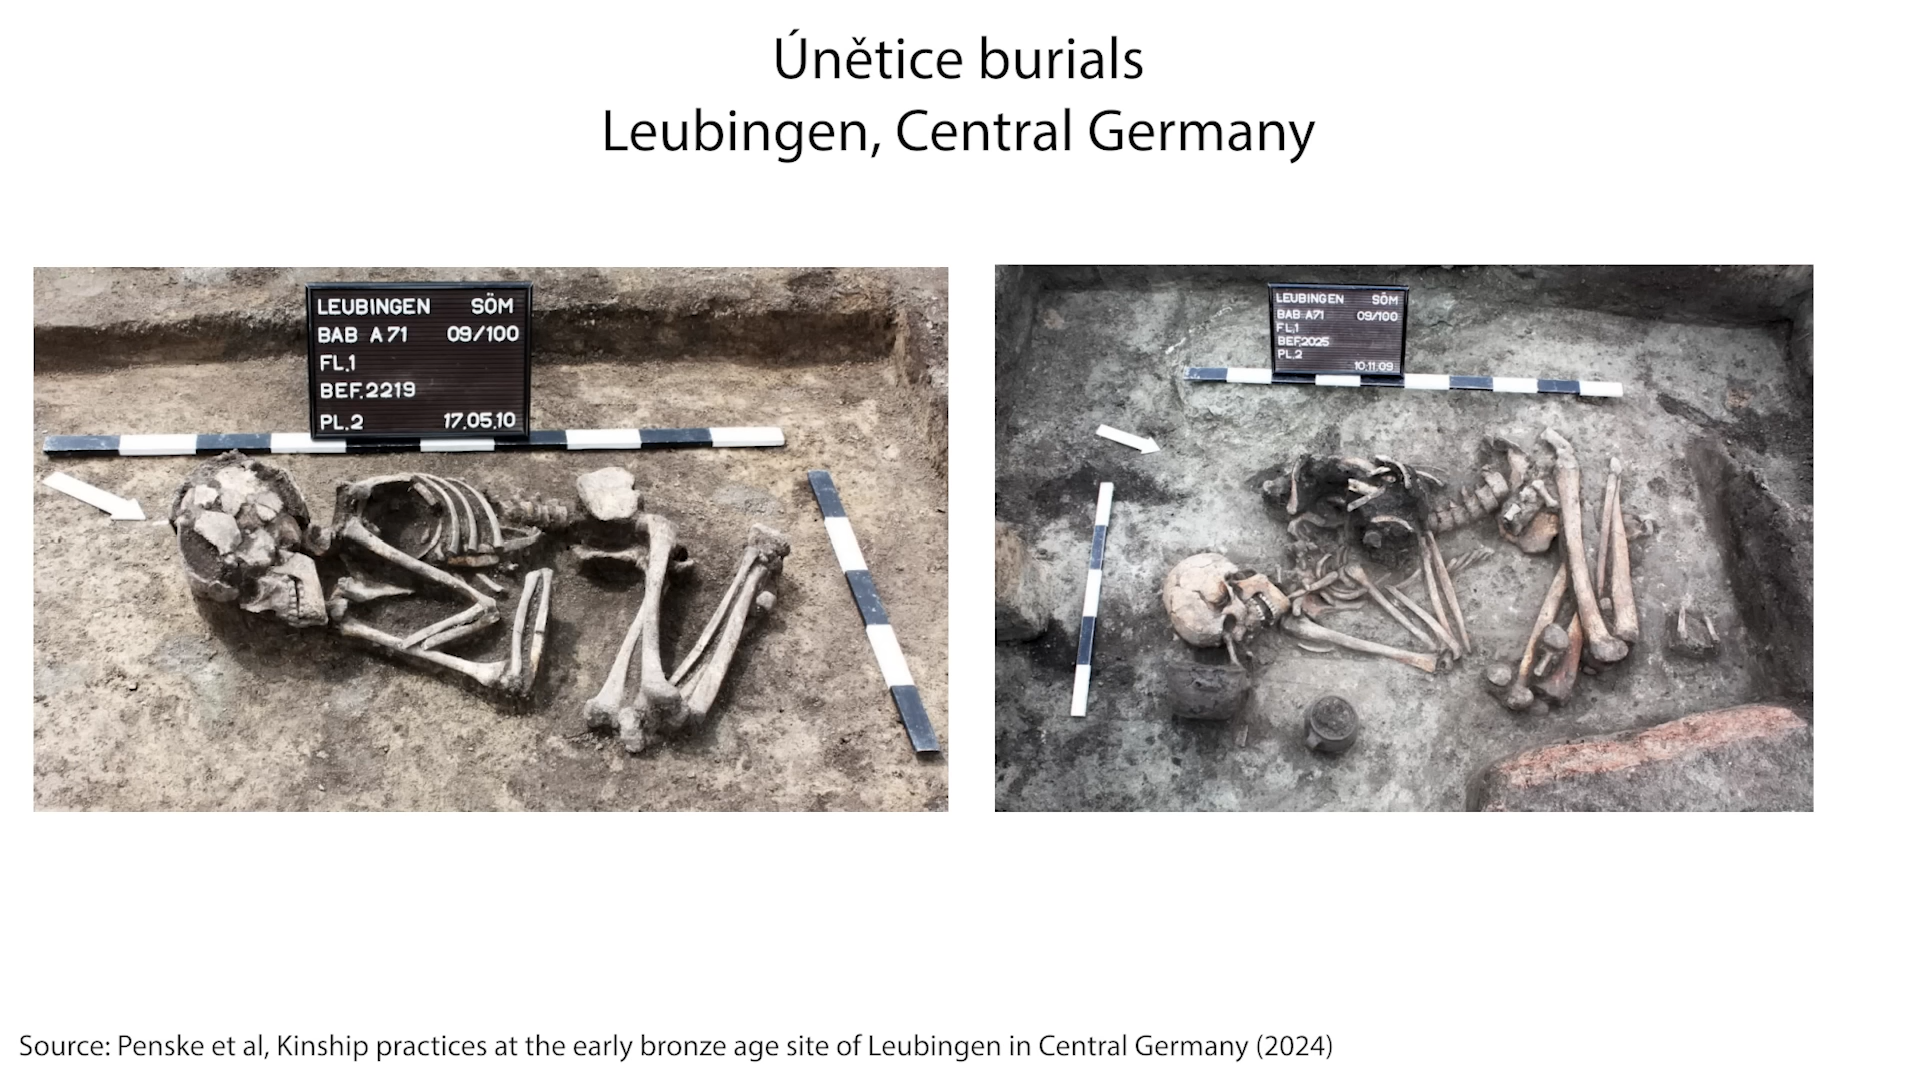 Únětice burials
Leubingen, Central Germany
LEUBINGEN SÖM
BAB A71 09/100
FL.1
BEF.2219
PL.2 17.05.10
LEUBINGEN SÖM
BAB A71 09/100
FL.1
BEF.2025
PL.2
10.11.09
Source: Penske et al, Kinship practices at the early bronze age site of Leubingen in Central Germany (2024)